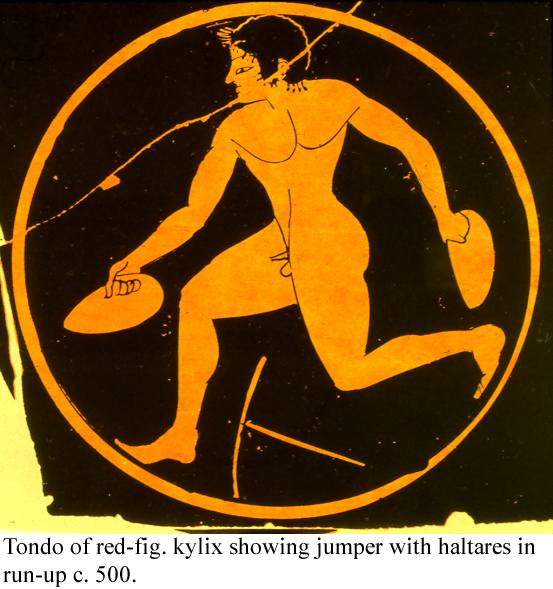 Tondo of red-fig. kylix showing jumper with haltares in
run-up c. 500.